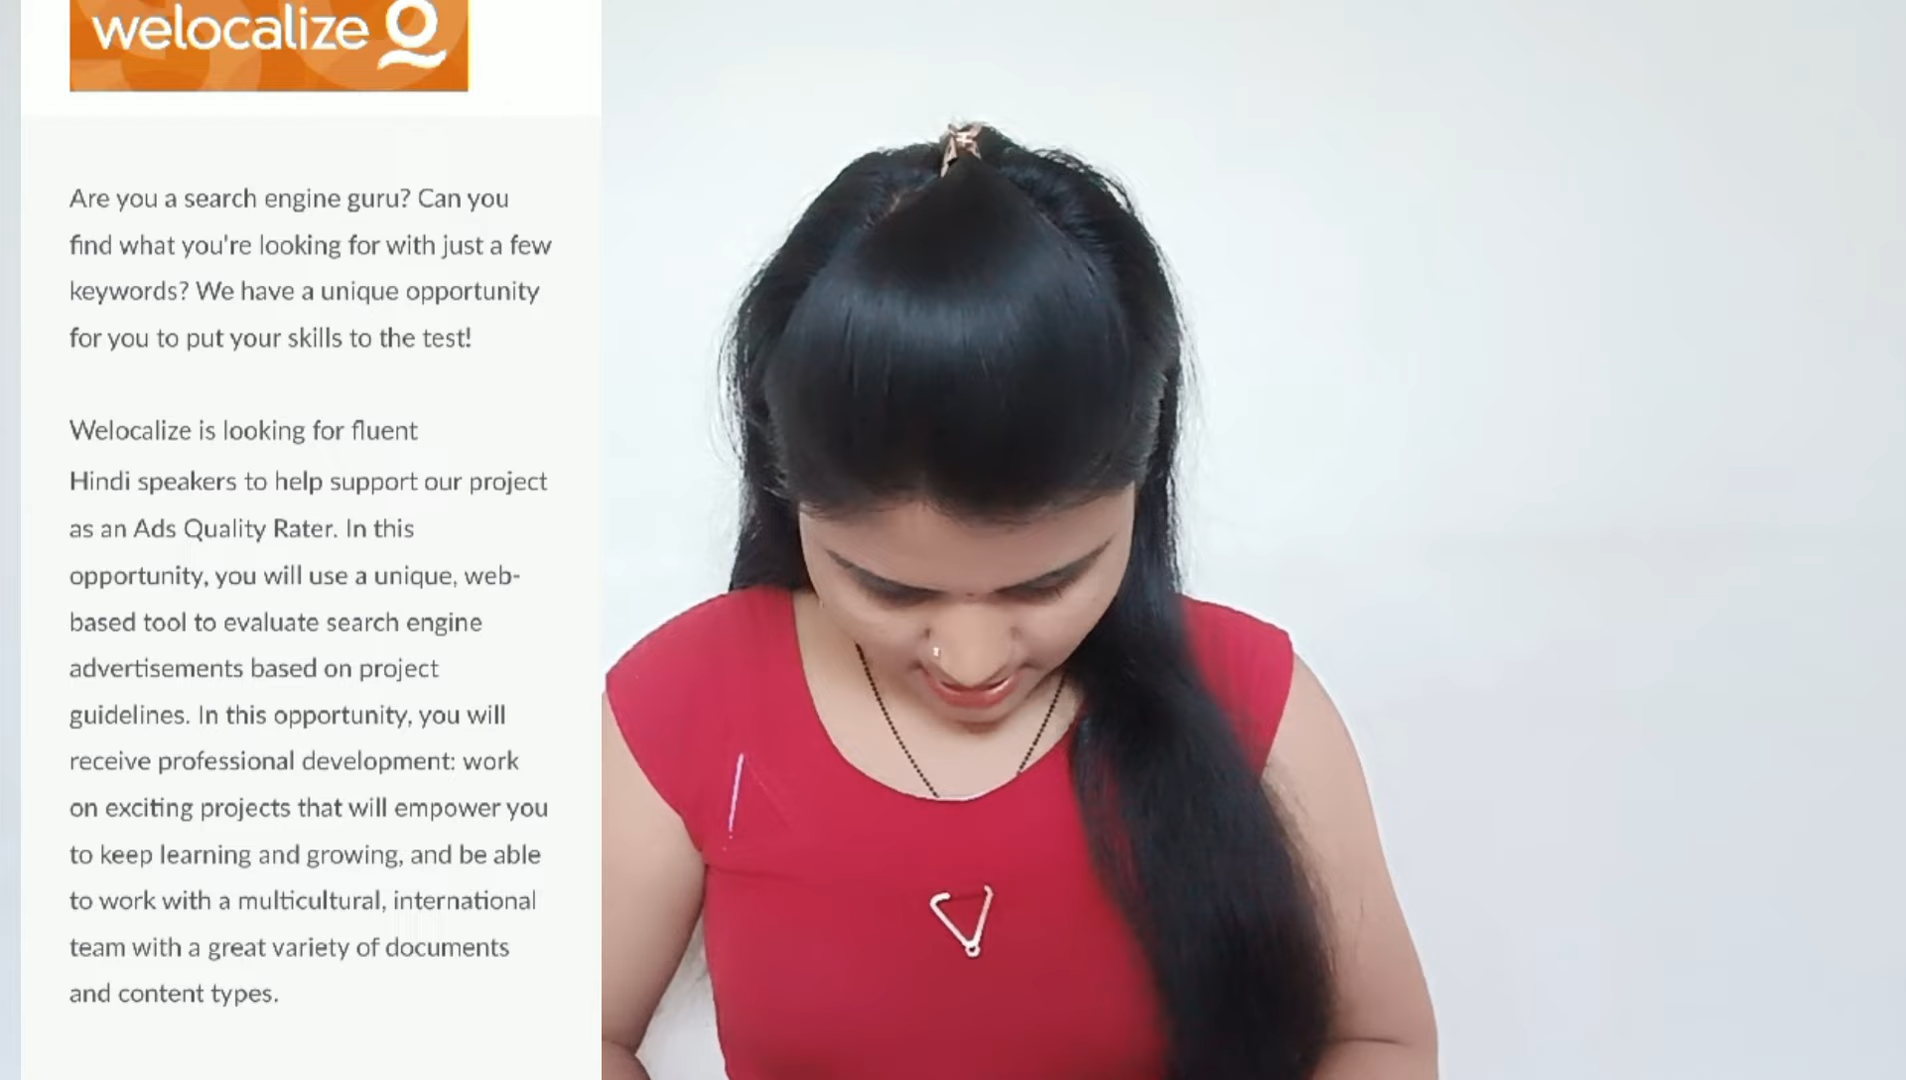 welocalize
Are you a search engine guru? Can you
find what you're looking for with just a few
keywords? We have a unique opportunity
for you to put your skills to the test!
Welocalize is looking for fluent
Hindi speakers to help support our project
as an Ads Quality Rater. In this
opportunity, you will use a unique, web-
based tool to evaluate search engine
advertisements based on project
guidelines. In this opportunity, you will
receive professional development: work
on exciting projects that will empower you
to keep learning and growing, and be able
to work with a multicultural, international
team with a great variety of documents
and content types.